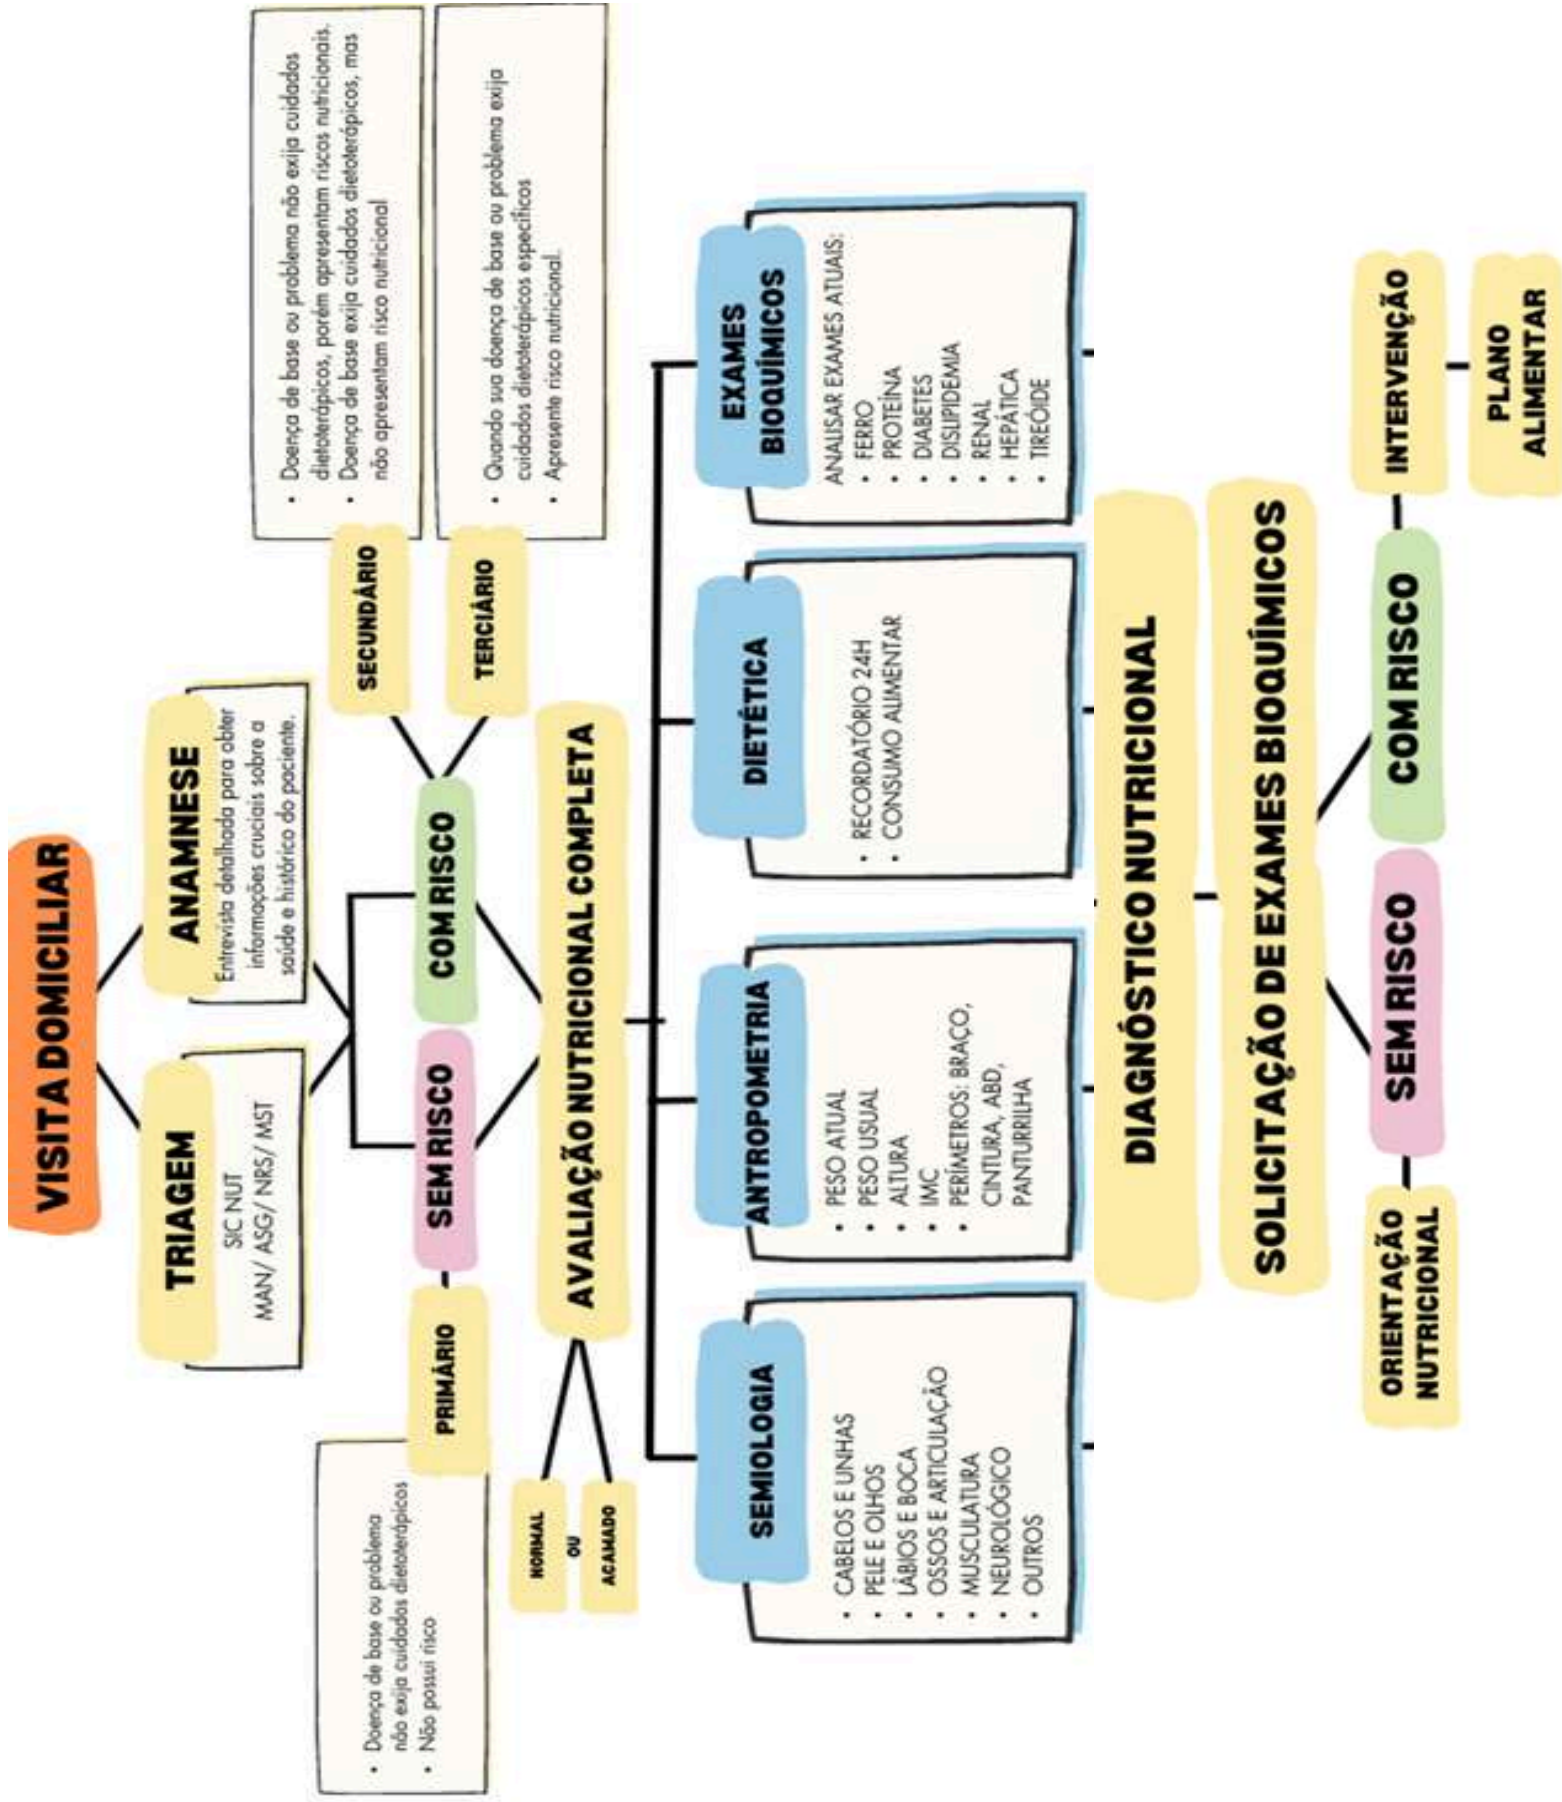 VISITA DOMICILIAR
TRIAGEM
SIC NUT
MAN/ ASG/ NRS/ MST
ANAMNESE
Entrevista detalhada para obter
informações cruciais sobre a
saúde e histórico do paciente.
SEM RISCO
COM RISCO
PRIMÁRIO
• Doença de base ou problema
não exija cuidados dietoterápicos
• Não possui risco
SECUNDÁRIO
• Doença de base ou problema não exija cuidados
dietoterápicos, porém apresentam riscos nutricionais.
• Doença de base exija cuidados dietoterápicos, mas
não apresentam risco nutricional
TERCIÁRIO
• Quando sua doença de base ou problema exija
cuidados dietoterápicos específicos
• Apresente risco nutricional.
AVALIAÇÃO NUTRICIONAL COMPLETA
NORMAL
OU
ACAMADO
SEMIOLOGIA
• CABELOS E UNHAS
• PELE E OLHOS
• LÁBIOS E BOCA
• OSSOS E ARTICULAÇÃO
• MUSCULATURA
• NEUROLÓGICO
• OUTROS
ANTROPOMETRIA
• PESO ATUAL
• PESO USUAL
• ALTURA
• IMC
• PERÍMETROS: BRAÇO,
CINTURA, ABD,
PANTURRILHA
DIETÉTICA
• RECORDATÓRIO 24H
• CONSUMO ALIMENTAR
EXAMES
BIOQUÍMICOS
ANALISAR EXAMES ATUAIS:
• FERRO
• PROTEÍNA
• DIABETES
• DISLIPIDEMIA
• RENAL
• HEPÁTICA
• TIREÓIDE
DIAGNÓSTICO NUTRICIONAL
SOLICITAÇÃO DE EXAMES BIOQUÍMICOS
ORIENTAÇÃO
NUTRICIONAL
SEM RISCO
COM RISCO
INTERVENÇÃO
PLANO
ALIMENTAR